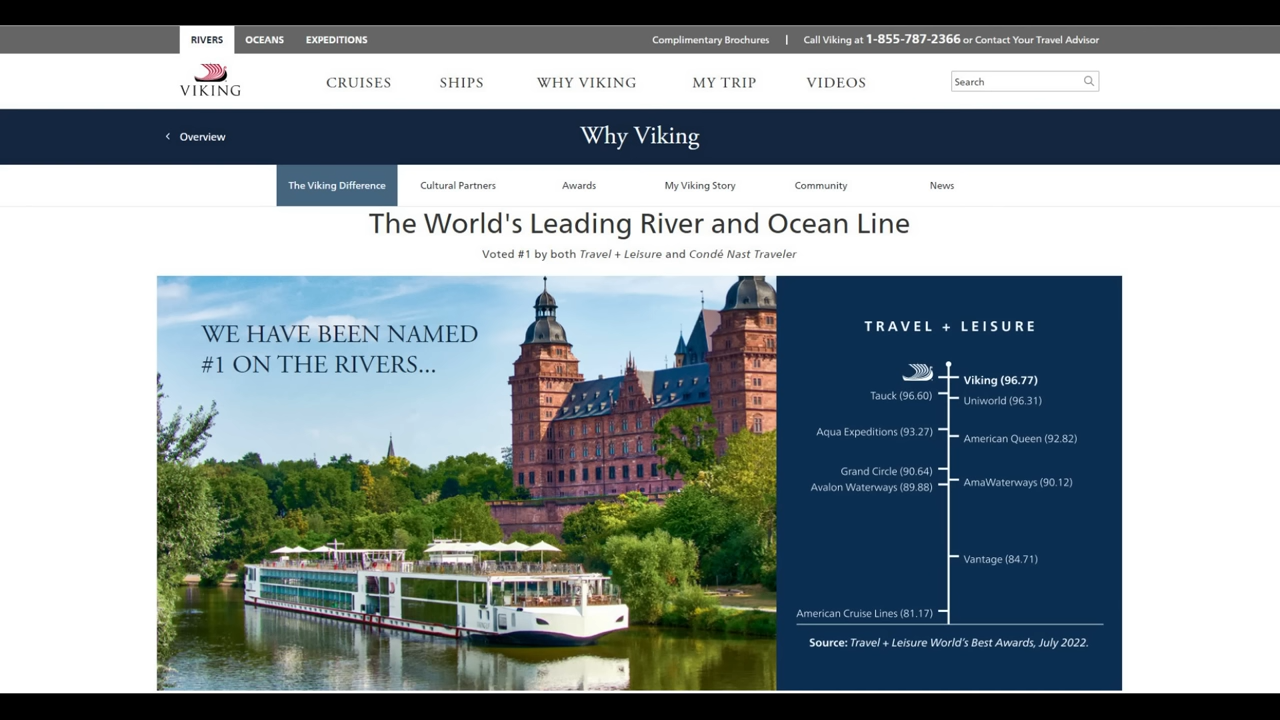 RIVERS OCEANS EXPEDITIONS Complimentary Brochures | Call Viking at 1-855-787-2366 or Contact Your Travel Advisor
VIKING CRUISES SHIPS WHY VIKING MY TRIP VIDEOS Search
< Overview Why Viking
The Viking Difference Cultural Partners Awards My Viking Story Community News
The World's Leading River and Ocean Line
Voted #1 by both Travel + Leisure and Condé Nast Traveler
WE HAVE BEEN NAMED
#1 ON THE RIVERS...
TRAVEL + LEISURE
Viking (96.77)
Tauck (96.60)
Uniworld (96.31)
Aqua Expeditions (93.27)
American Queen (92.82)
Grand Circle (90.64)
AmaWaterways (90.12)
Avalon Waterways (89.88)
Vantage (84.71)
American Cruise Lines (81.17)
Source: Travel + Leisure World's Best Awards, July 2022.